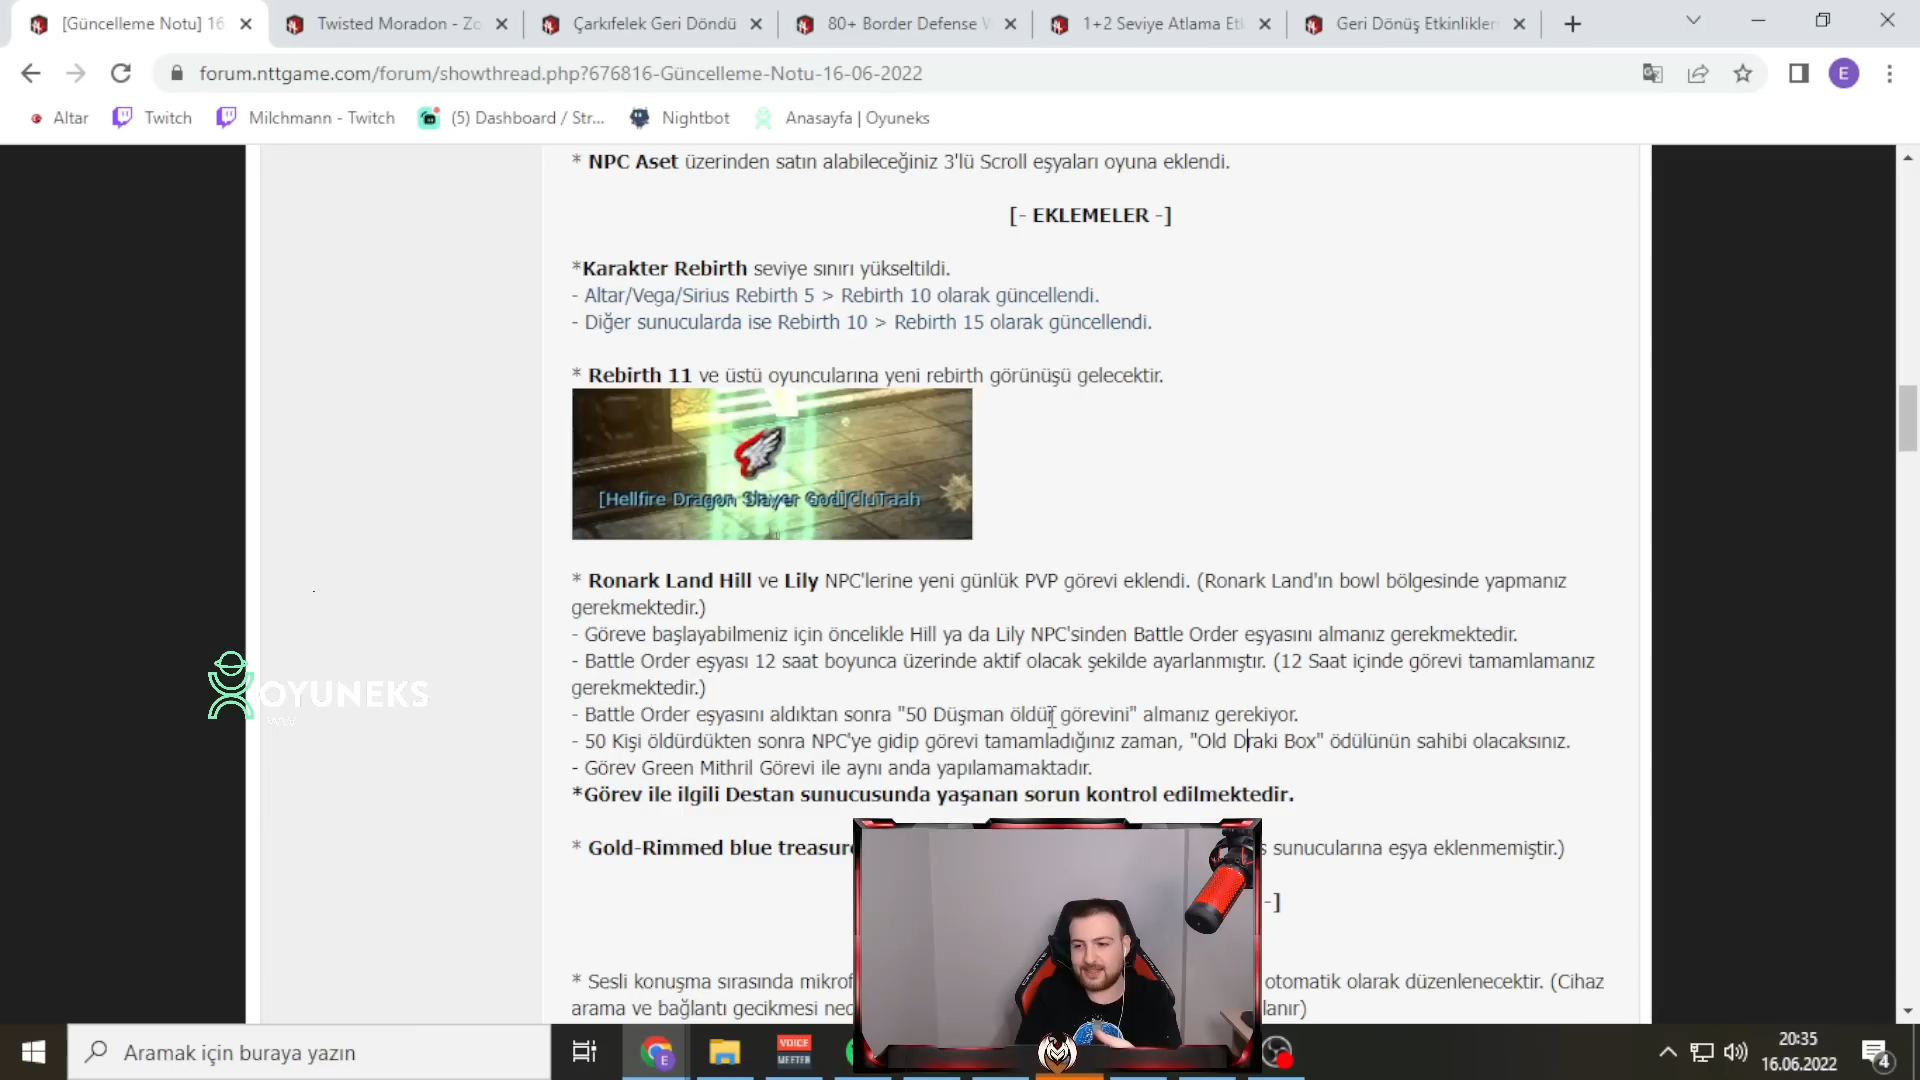 [Güncelleme Notu] 16
Twisted Moradon - Zo
Çarkıfelek Geri Döndü
80+ Border Defense W
1+2 Seviye Atlama Etk
Geri Dönüş Etkinlikler
forum.nttgame.com/forum/showthread.php?676816-Güncelleme-Notu-16-06-2022
E
Altar
Twitch
Milchmann - Twitch
(5) Dashboard / Str...
Nightbot
Anasayfa | Oyuneks
* NPC Aset üzerinden satın alabileceğiniz 3'lü Scroll eşyaları oyuna eklendi.
[- EKLEMELER -]
*Karakter Rebirth seviye sınırı yükseltildi.
- Altar/Vega/Sirius Rebirth 5 > Rebirth 10 olarak güncellendi.
- Diğer sunucularda ise Rebirth 10 > Rebirth 15 olarak güncellendi.
* Rebirth 11 ve üstü oyuncularına yeni rebirth görünüşü gelecektir.
[Hellfire Dragon Slayer God]CluTaah
* Ronark Land Hill ve Lily NPC'lerine yeni günlük PVP görevi eklendi. (Ronark Land'ın bowl bölgesinde yapmanız
gerekmektedir.)
- Göreve başlayabilmeniz için öncelikle Hill ya da Lily NPC'sinden Battle Order eşyasını almanız gerekmektedir.
- Battle Order eşyası 12 saat boyunca üzerinde aktif olacak şekilde ayarlanmıştır. (12 Saat içinde görevi tamamlamanız
gerekmektedir.)
- Battle Order eşyasını aldıktan sonra "50 Düşman öldür görevini" almanız gerekiyor.
- 50 Kişi öldürdükten sonra NPC'ye gidip görevi tamamladığınız zaman, "Old Draki Box" ödülünün sahibi olacaksınız.
- Görev Green Mithril Görevi ile aynı anda yapılamamaktadır.
*Görev ile ilgili Destan sunucusunda yaşanan sorun kontrol edilmektedir.
OYUNEKS
* Gold-Rimmed blue treasure
s sunucularına eşya eklenmemiştir.)
-]
* Sesli konuşma sırasında mikrof
otomatik olarak düzenlenecektir. (Cihaz
arama ve bağlantı gecikmesi ned
lanır)
Aramak için buraya yazın
VOICE
MEETER
E
20:35
16.06.2022
4